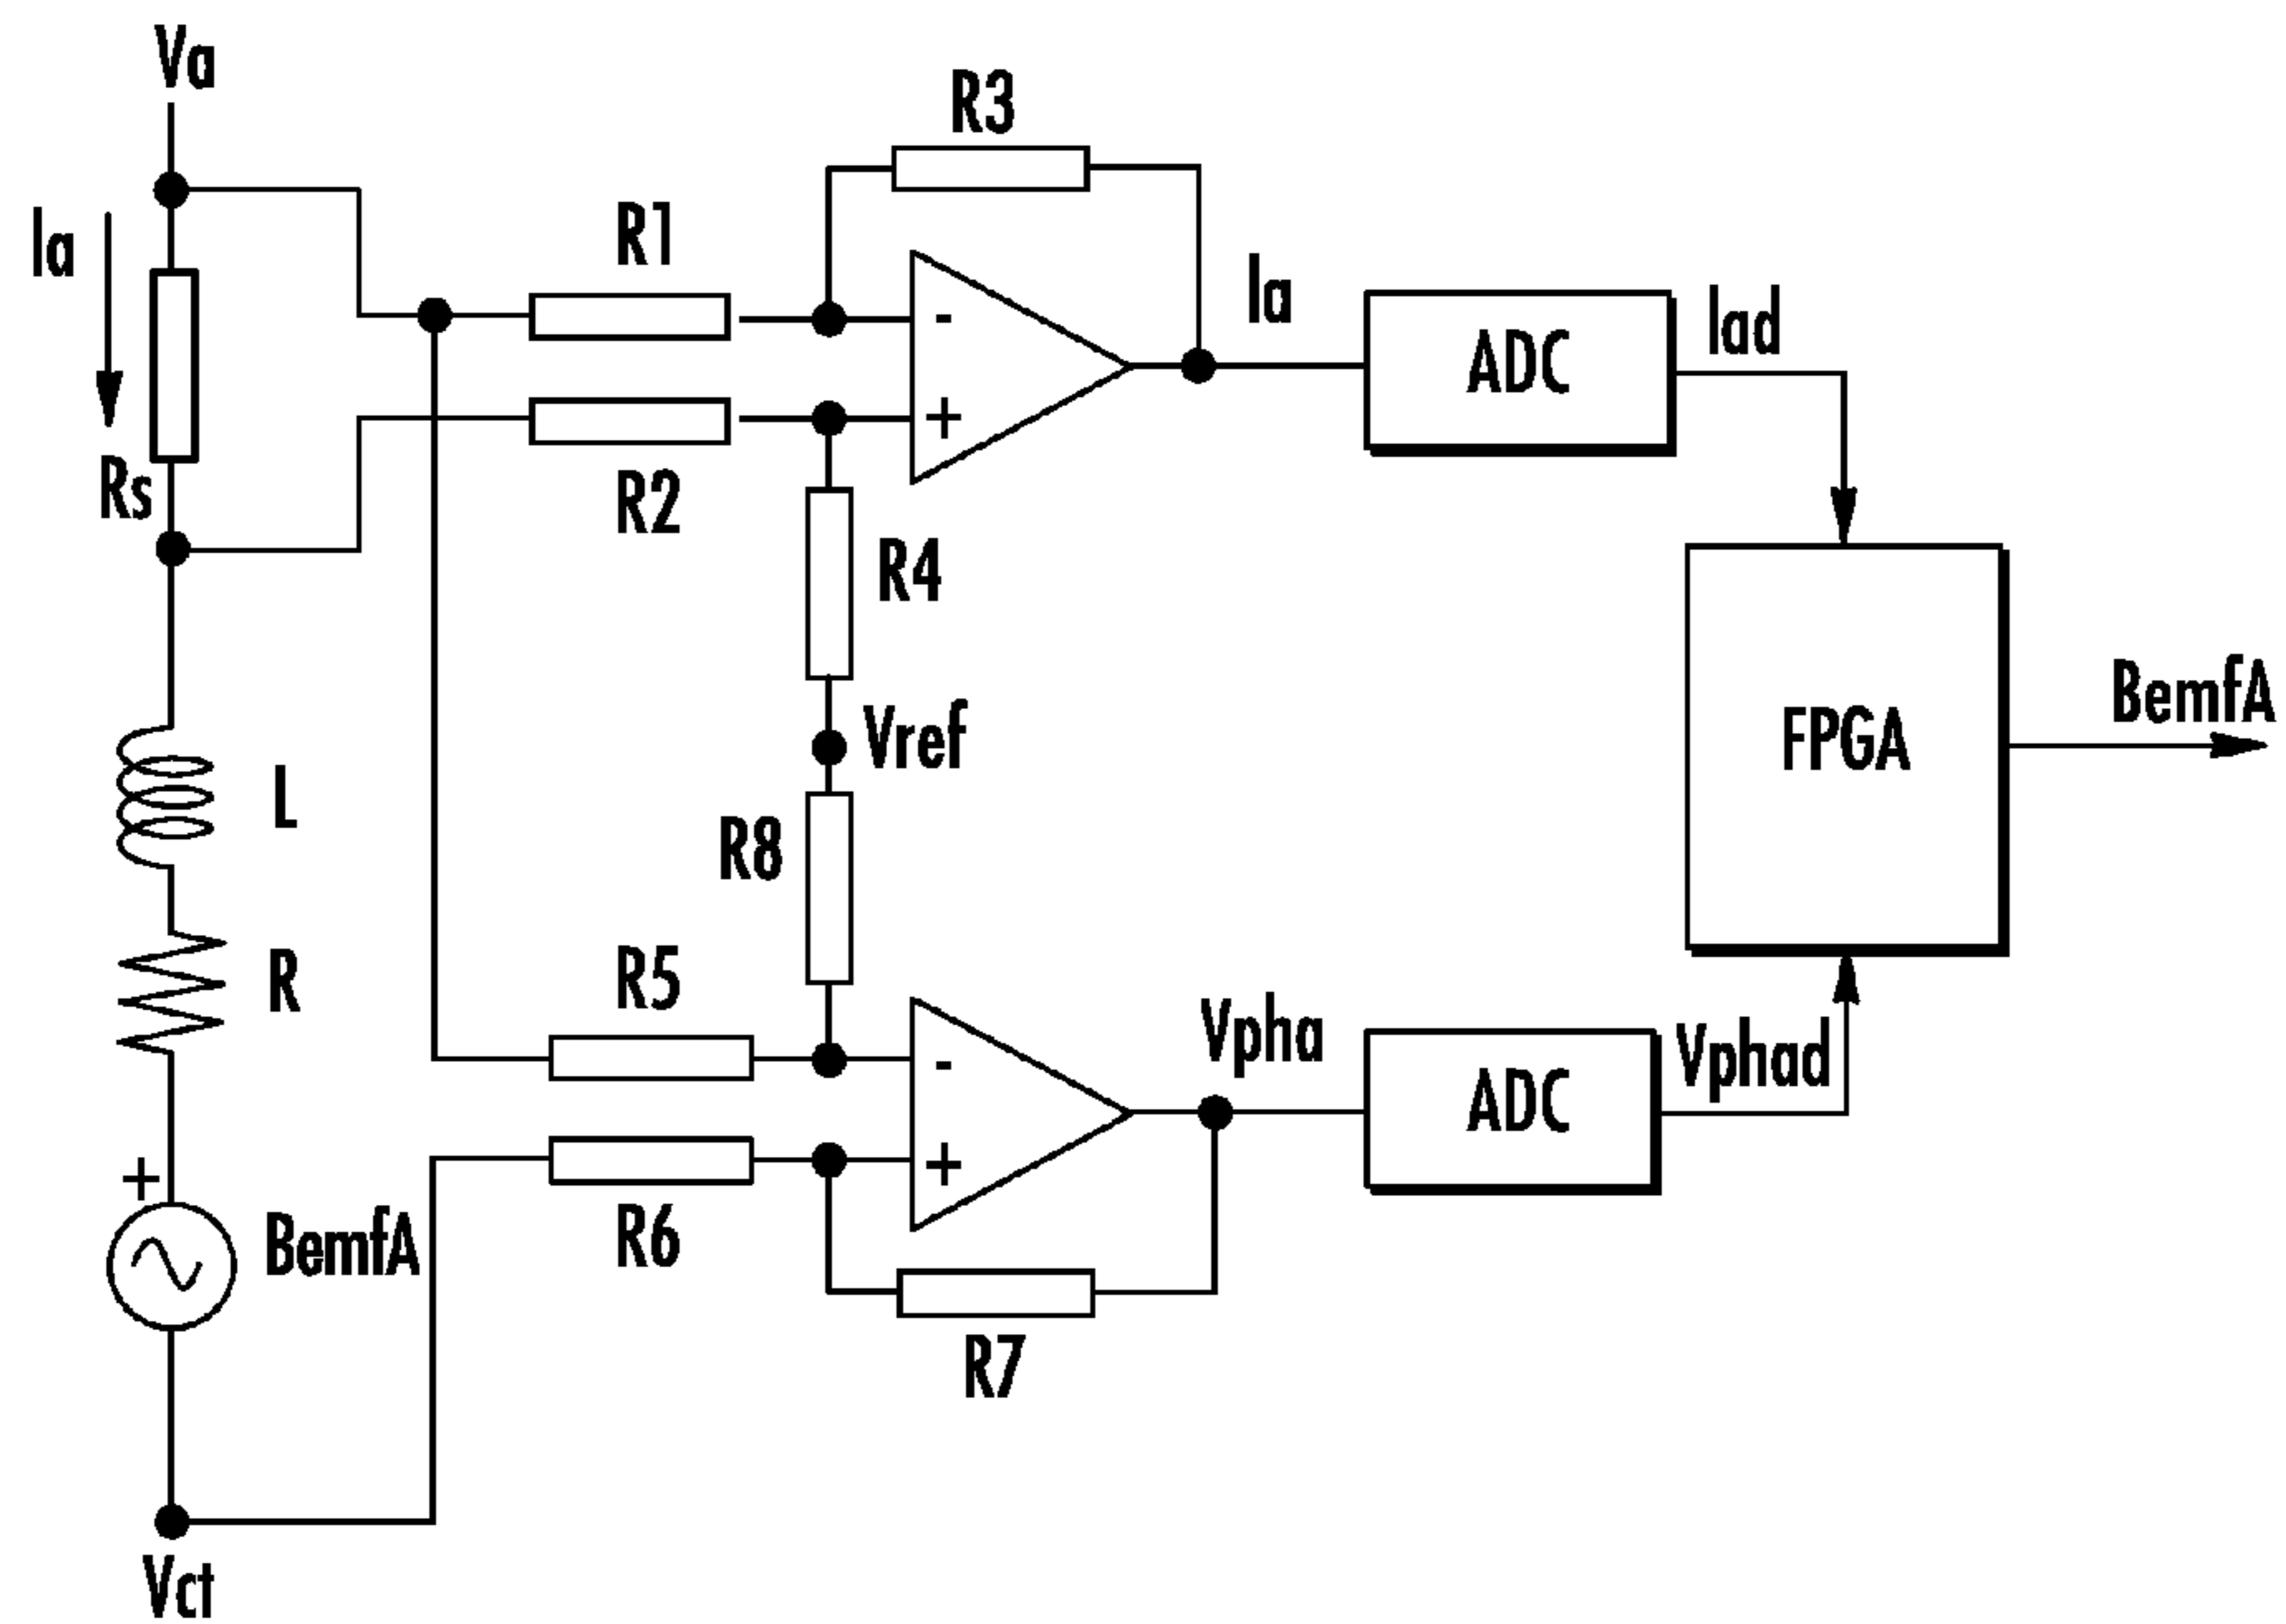 Va
R3
Ia
R1
-
Ia
ADC
Iad
+
Rs
R2
R4
Vref
FPGA
BemfA
L
R8
R
R5
-
Vpha
ADC
Vphad
+
+
BemfA
R6
R7
Vct